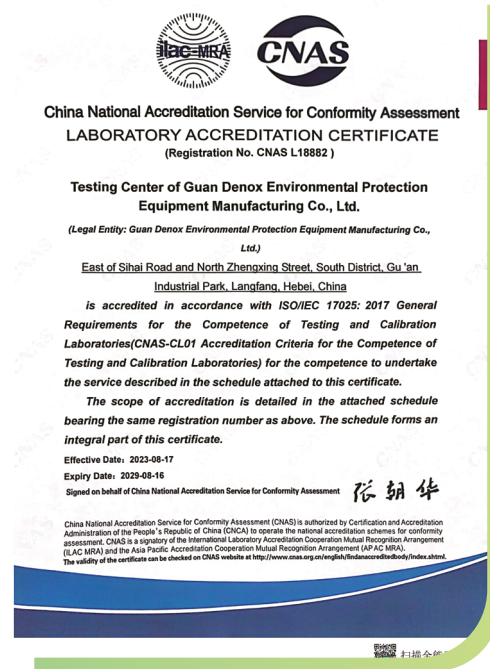 ilac-MRA
CNAS
China National Accreditation Service for Conformity Assessment
LABORATORY ACCREDITATION CERTIFICATE
(Registration No. CNAS L18882 )
Testing Center of Guan Denox Environmental Protection
Equipment Manufacturing Co., Ltd.
(Legal Entity: Guan Denox Environmental Protection Equipment Manufacturing Co.,
Ltd.)
East of Sihai Road and North Zhengxing Street, South District, Gu 'an
Industrial Park, Langfang, Hebei, China
is accredited in accordance with ISO/IEC 17025: 2017 General
Requirements for the Competence of Testing and Calibration
Laboratories(CNAS-CL01 Accreditation Criteria for the Competence of
Testing and Calibration Laboratories) for the competence to undertake
the service described in the schedule attached to this certificate.
The scope of accreditation is detailed in the attached schedule
bearing the same registration number as above. The schedule forms an
integral part of this certificate.
Effective Date: 2023-08-17
Expiry Date: 2029-08-16
Signed on behalf of China National Accreditation Service for Conformity Assessment 张朝华
China National Accreditation Service for Conformity Assessment (CNAS) is authorized by Certification and Accreditation
Administration of the People's Republic of China (CNCA) to operate the national accreditation schemes for conformity
assessment. CNAS is a signatory of the International Laboratory Accreditation Cooperation Mutual Recognition Arrangement
(ILAC MRA) and the Asia Pacific Accreditation Cooperation Mutual Recognition Arrangement (APAC MRA).
The validity of the certificate can be checked on CNAS website at http://www.cnas.org.cn/english/findanaccreditedbody/index.shtml.
扫描全能